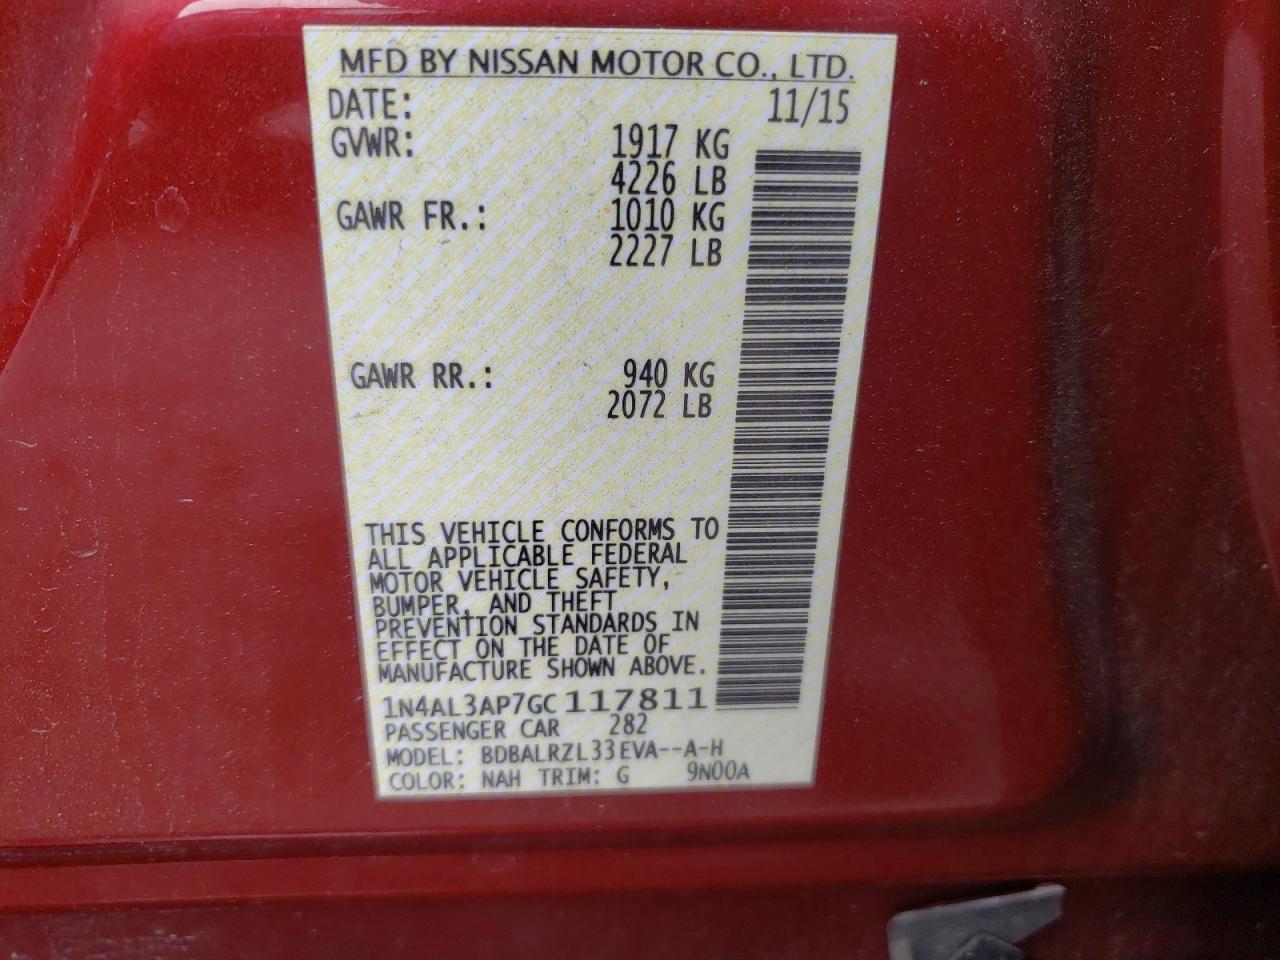 MFD BY NISSAN MOTOR CO., LTD.
DATE: 11/15
GVWR: 1917 KG
4226 LB
GAWR FR.: 1010 KG
2227 LB
GAWR RR.: 940 KG
2072 LB
THIS VEHICLE CONFORMS TO
ALL APPLICABLE FEDERAL
MOTOR VEHICLE SAFETY,
BUMPER, AND THEFT
PREVENTION STANDARDS IN
EFFECT ON THE DATE OF
MANUFACTURE SHOWN ABOVE.
1N4AL3AP7GC117811
PASSENGER CAR 282
MODEL: BDBALRZL33EVA--A-H
COLOR: NAH TRIM: G 9N00A